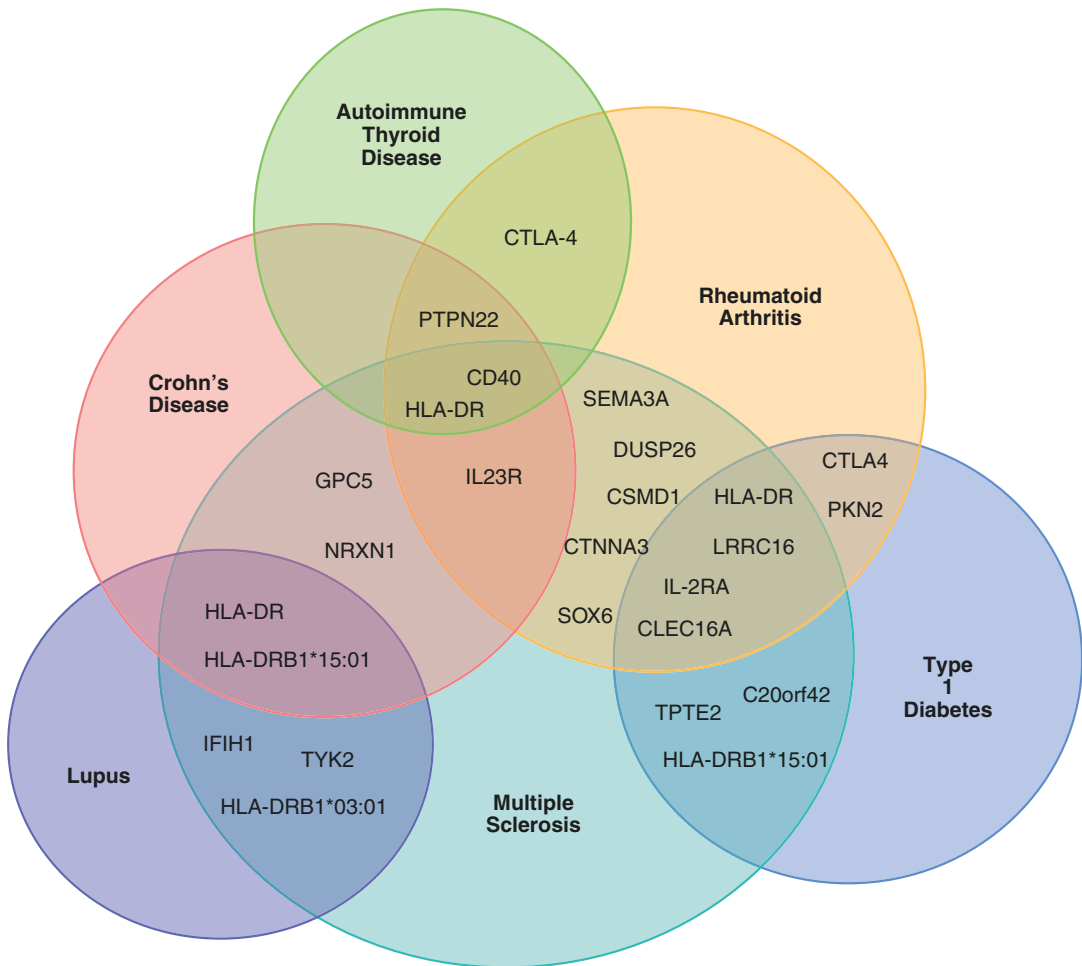 Autoimmune
Thyroid
Disease
CTLA-4
Rheumatoid
Arthritis
PTPN22
Crohn's
Disease
CD40
HLA-DR
SEMA3A
DUSP26
CTLA4
GPC5
IL23R
CSMD1
HLA-DR
PKN2
NRXN1
CTNNA3
LRRC16
IL-2RA
HLA-DR
SOX6
CLEC16A
HLA-DRB1*15:01
Type
1
Diabetes
C20orf42
TPTE2
IFIH1
TYK2
HLA-DRB1*15:01
Lupus
HLA-DRB1*03:01
Multiple
Sclerosis